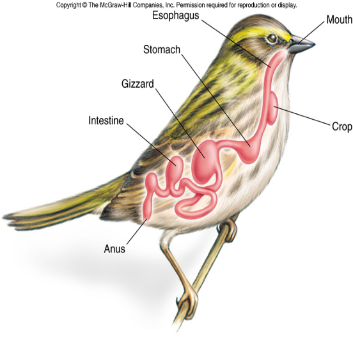 Copyright © The McGraw-Hill Companies, Inc. Permission required for reproduction or display.
Esophagus
Mouth
Stomach
Gizzard
Intestine
Crop
Anus